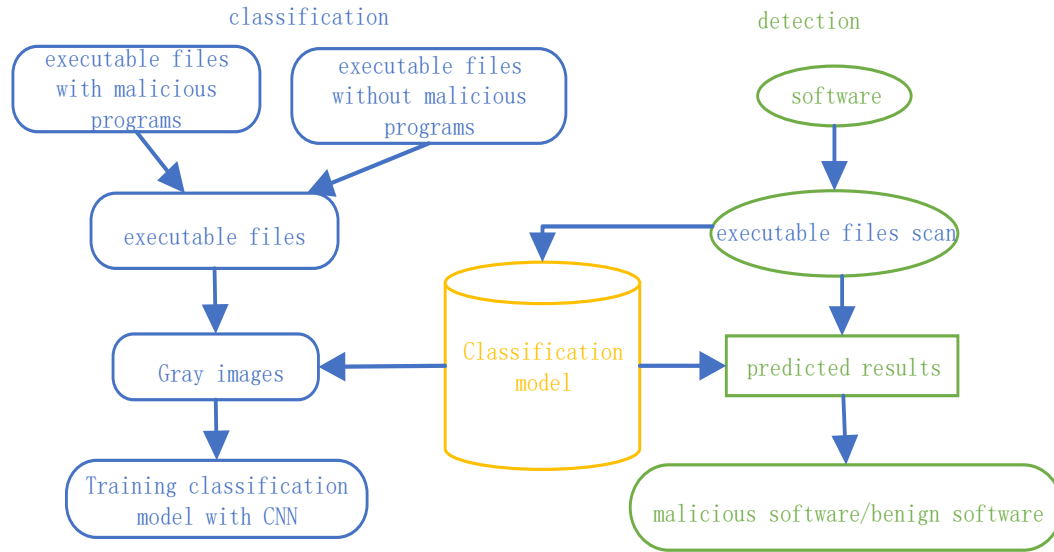 classification
executable files
with malicious
programs
executable files
without malicious
programs
executable files
Gray images
Training classification
model with CNN
Classification
model
detection
software
executable files scan
predicted results
malicious software/benign software